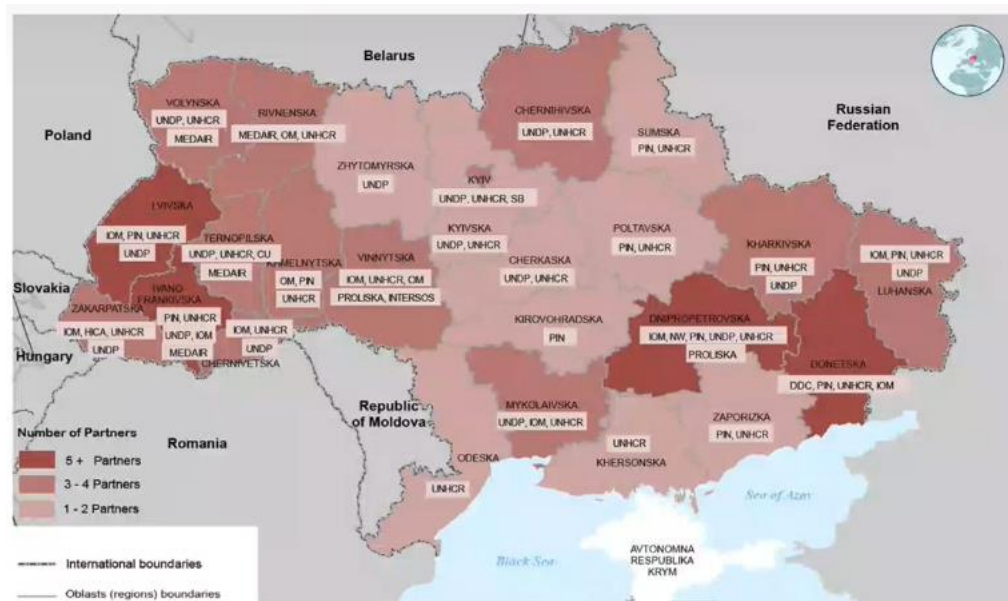 Belarus
Poland
Russian
Federation
Slovakia
Hungary
Romania
Republic
of Moldova
VOLYNSKA
UNDP, UNHCR
MEDAIR
RIVNENSKA
MEDAIR, OM, UNHCR
ZHYTOMYRSKA
UNDP
CHERNIHIVSKA
UNDP, UNHCR
SUMSKA
PIN, UNHCR
KYIV
UNDP, UNHCR, SB
KYIVSKA
UNDP, UNHCR
LVIVSKA
IOM, PIN, UNHCR
UNDP
TERNOPILSKA
UNDP, UNHCR, CU
MEDAIR
KAMELNYTSKA
OM, PIN
UNHCR
VINNYTSKA
IOM, UNHCR, OM
PROLISKA, INTERSOS
CHERKASKA
UNDP, UNHCR
POLTAVSKA
PIN, UNHCR
KHARKIVSKA
PIN, UNHCR
UNDP
IOM, PIN, UNHCR
UNDP
LUHANSKA
ZAKARPATSKA
IOM, HICA, UNHCR
UNDP
IVANO
FRANKIVSKA
PIN, UNHCR
UNDP, IOM
MEDAIR
IOM, UNHCR
UNDP
CHERNIVETSKA
KIROVOHRADSKA
PIN
DNIPROPETROVSKA
IOM, NW, PIN, UNDP, UNHCR
PROLISKA
DONETSKA
DDC, PIN, UNHCR, IOM
MYKOLAIVSKA
UNDP, IOM, UNHCR
ZAPORIZKA
PIN, UNHCR
UNHCR
KHERSONSKA
ODESKA
UNHCR
Sea of Azov
Black Sea
AVTONOMNA
RESPUBLIKA
KRYM
Number of Partners
5 + Partners
3 - 4 Partners
1 - 2 Partners
International boundaries
Oblasts (regions) boundaries